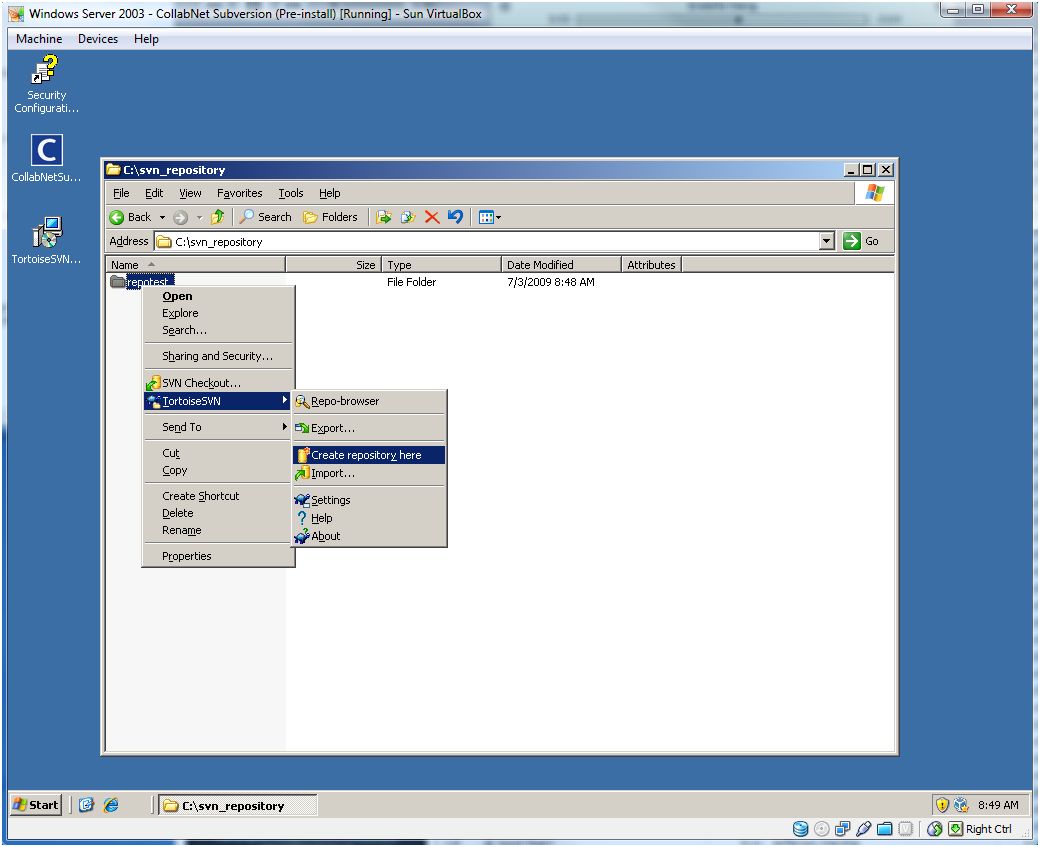 Windows Server 2003 - CollabNet Subversion (Pre-install) [Running] - Sun VirtualBox
Machine Devices Help
Security
Configurati...
CollabNetSu...
TortoiseSVN...
C:\svn_repository
File Edit View Favorites Tools Help
Back Search Folders
Address C:\svn_repository Go
Name Size Type Date Modified Attributes
repotest File Folder 7/3/2009 8:48 AM
Open
Explore
Search...
Sharing and Security...
SVN Checkout...
TortoiseSVN
Send To
Cut
Copy
Create Shortcut
Delete
Rename
Properties
Repo-browser
Export...
Create repository here
Import...
Settings
Help
About
Start C:\svn_repository 8:49 AM
Right Ctrl